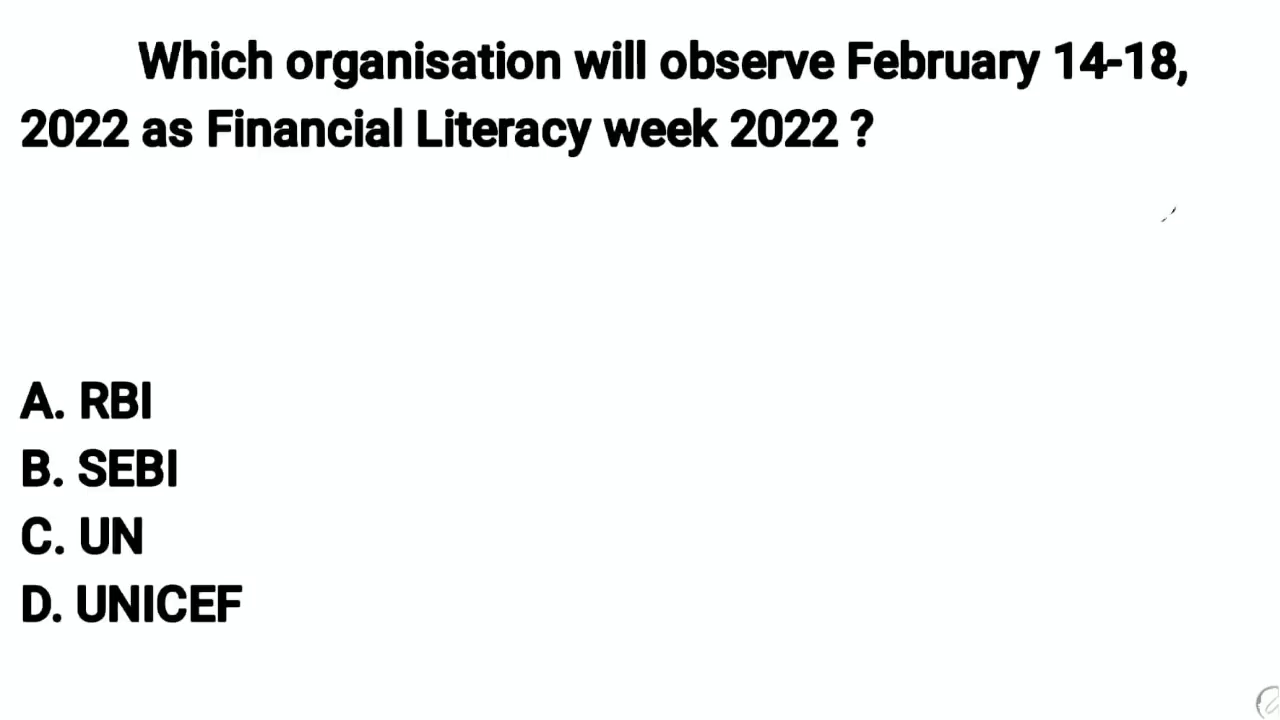 Which organisation will observe February 14-18,
2022 as Financial Literacy week 2022 ?
A. RBI
B. SEBI
C. UN
D. UNICEF